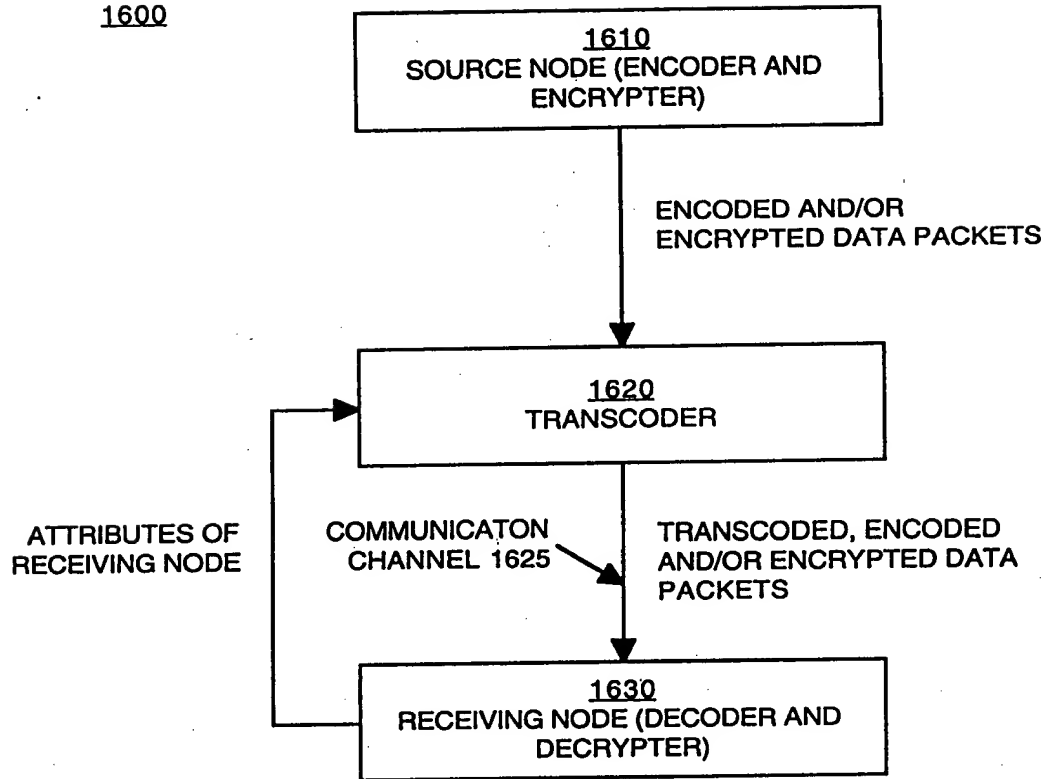 1600
1610
SOURCE NODE (ENCODER AND
ENCRYPTER)
ENCODED AND/OR
ENCRYPTED DATA PACKETS
1620
TRANSCODER
ATTRIBUTES OF
RECEIVING NODE
COMMUNICATON
CHANNEL 1625
TRANSCODED, ENCODED
AND/OR ENCRYPTED DATA
PACKETS
1630
RECEIVING NODE (DECODER AND
DECRYPTER)